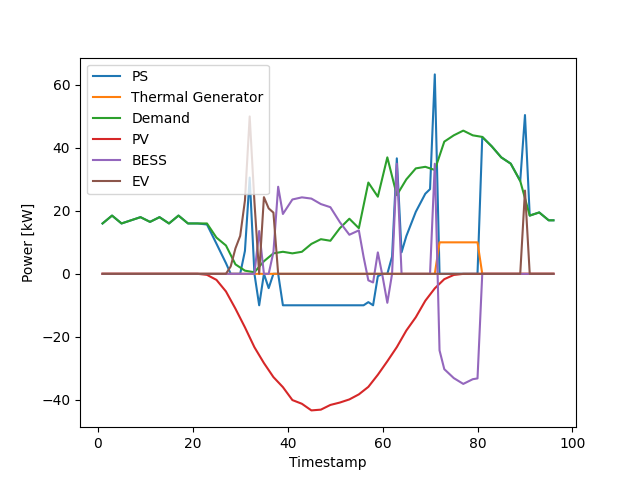 PS
Thermal Generator
Demand
PV
BESS
EV
60
40
20
0
−20
−40
Power [kW]
0
20
40
60
80
100
Timestamp